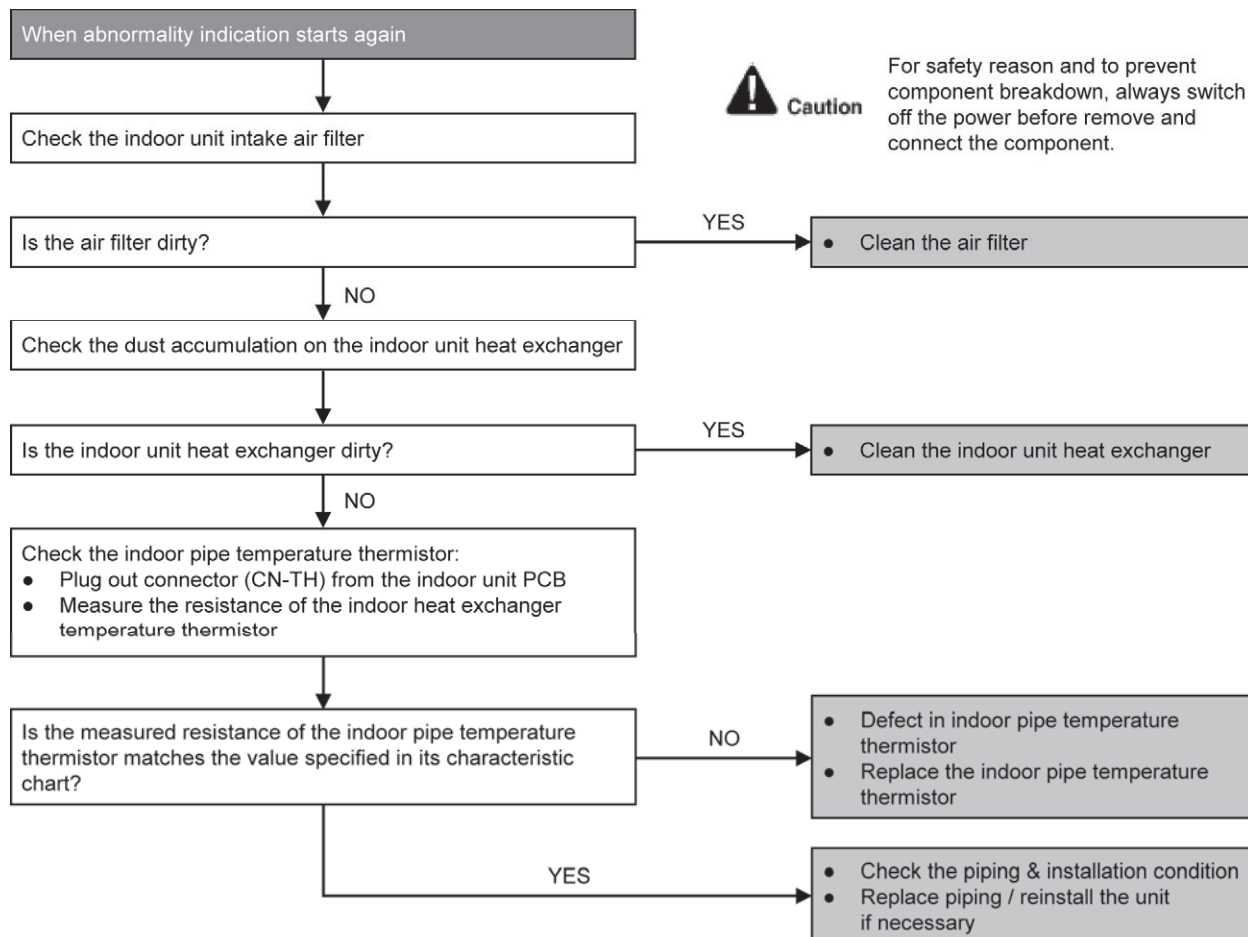 When abnormality indication starts again
Caution
For safety reason and to prevent
component breakdown, always switch
off the power before remove and
connect the component.
Check the indoor unit intake air filter
Is the air filter dirty?
YES
● Clean the air filter
NO
Check the dust accumulation on the indoor unit heat exchanger
Is the indoor unit heat exchanger dirty?
YES
● Clean the indoor unit heat exchanger
NO
Check the indoor pipe temperature thermistor:
● Plug out connector (CN-TH) from the indoor unit PCB
● Measure the resistance of the indoor heat exchanger
temperature thermistor
Is the measured resistance of the indoor pipe temperature
thermistor matches the value specified in its characteristic
chart?
NO
● Defect in indoor pipe temperature
thermistor
● Replace the indoor pipe temperature
thermistor
YES
● Check the piping & installation condition
● Replace piping / reinstall the unit
if necessary